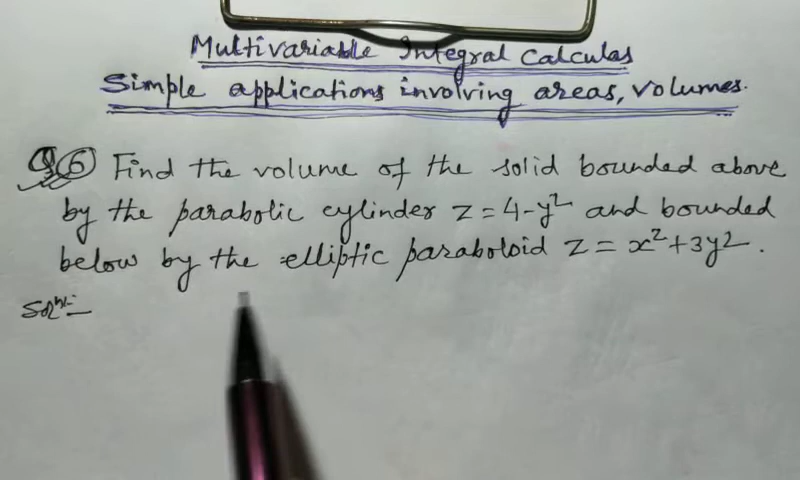 Multivariable Integral Calculus
Simple applications involving areas, volumes.
Q6 Find the volume of the solid bounded above
by the parabolic cylinder z = 4-y² and bounded
below by the elliptic paraboloid z = x²+3y².
Solⁿ:-